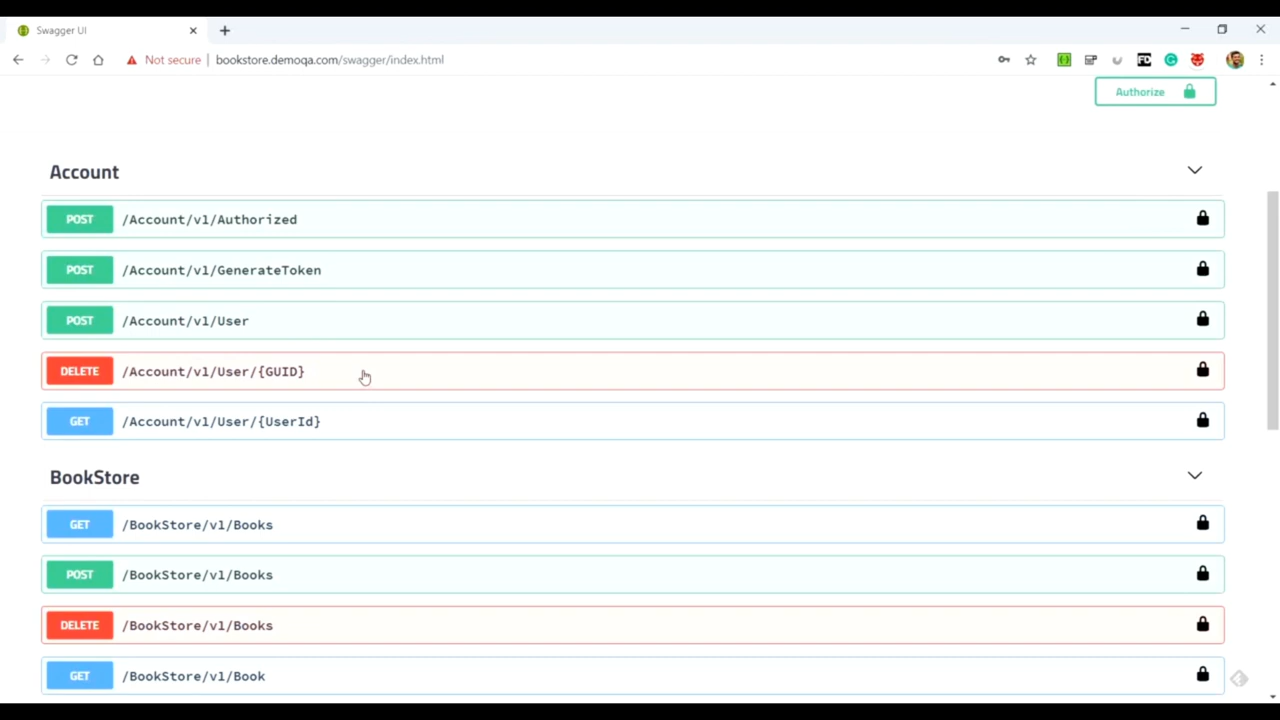 Swagger UI
Not secure | bookstore.demoqa.com/swagger/index.html
FD
Authorize
Account
POST /Account/v1/Authorized
POST /Account/v1/GenerateToken
POST /Account/v1/User
DELETE /Account/v1/User/{GUID}
GET /Account/v1/User/{UserId}
BookStore
GET /BookStore/v1/Books
POST /BookStore/v1/Books
DELETE /BookStore/v1/Books
GET /BookStore/v1/Book